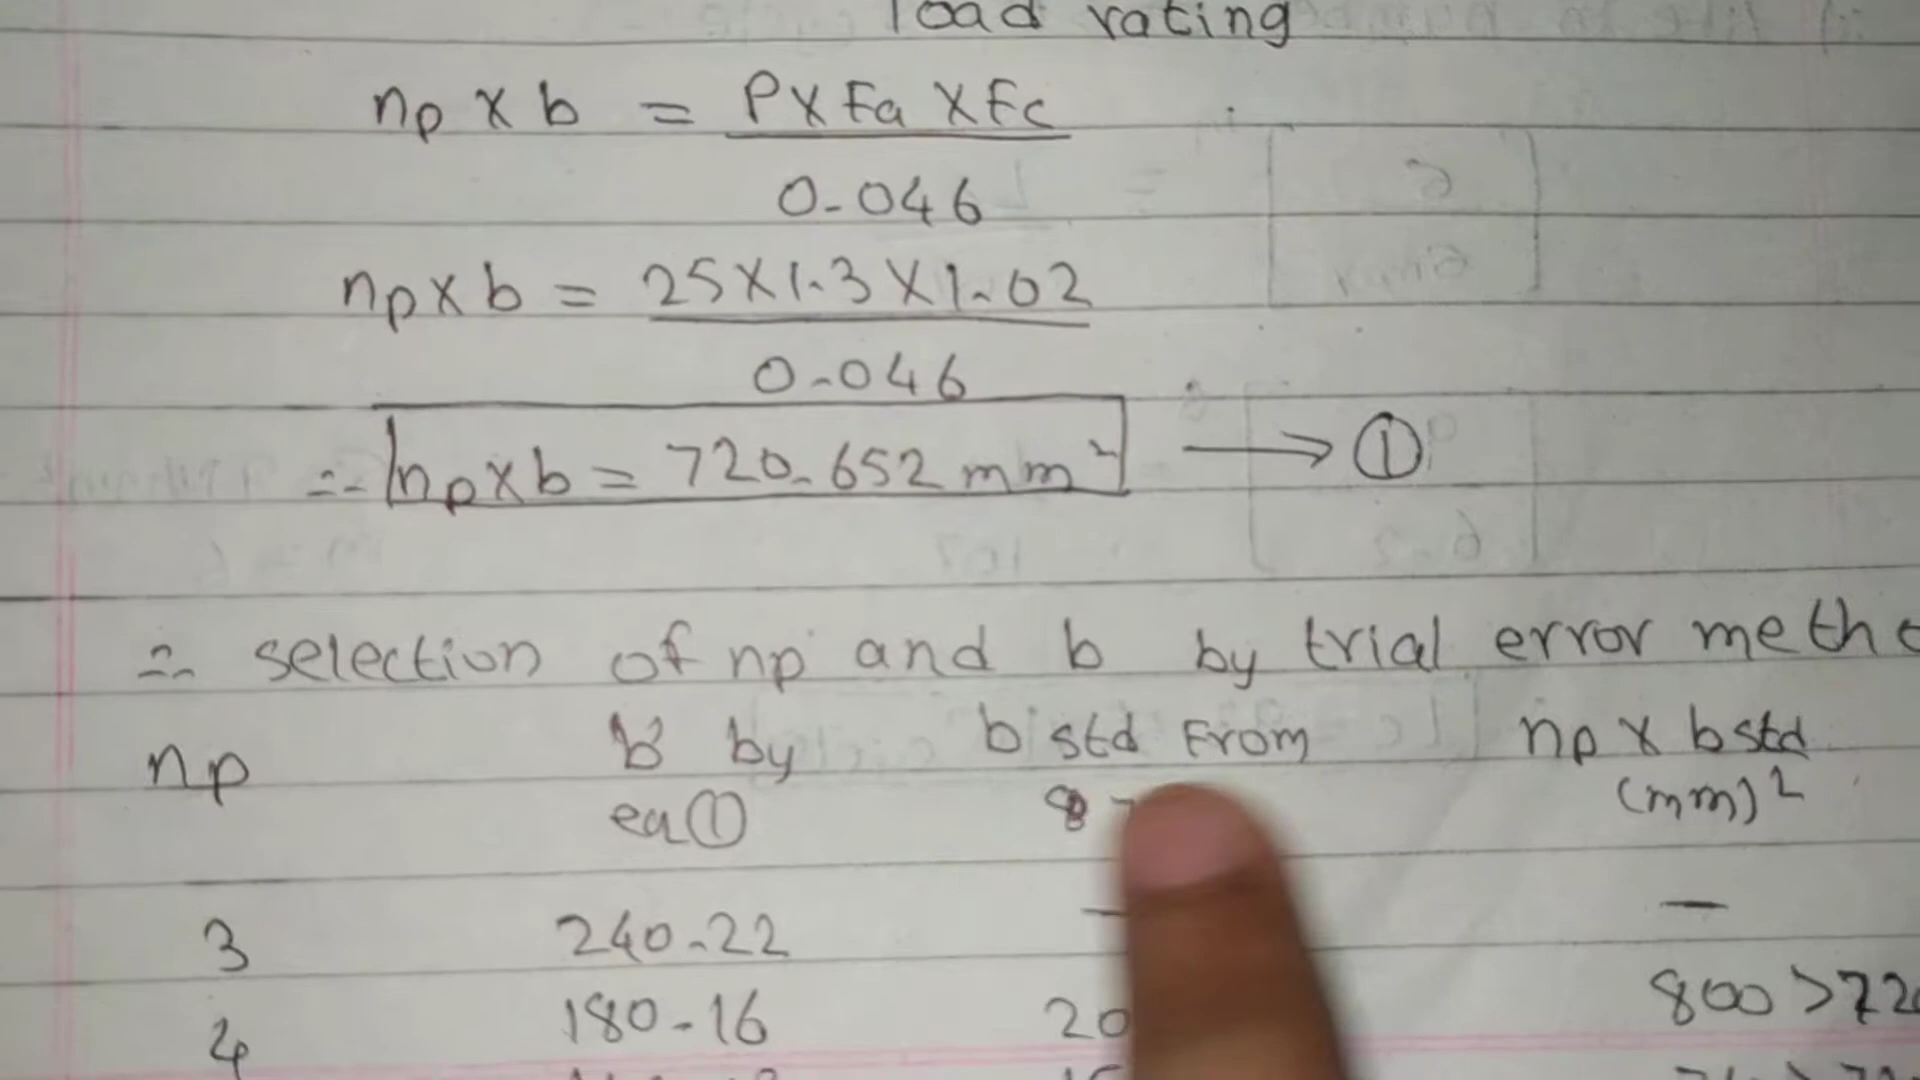 load rating
np x b = P x Fa x Fc
0.046
np x b = 25 x 1.3 x 1.02
0.046
∴ np x b = 720.652 mm² → ①
∴ selection of np and b by trial error metho
np b by b std From np x b std
eq ① (mm)²
3 240.22 — —
4 180.16 20 800 > 720